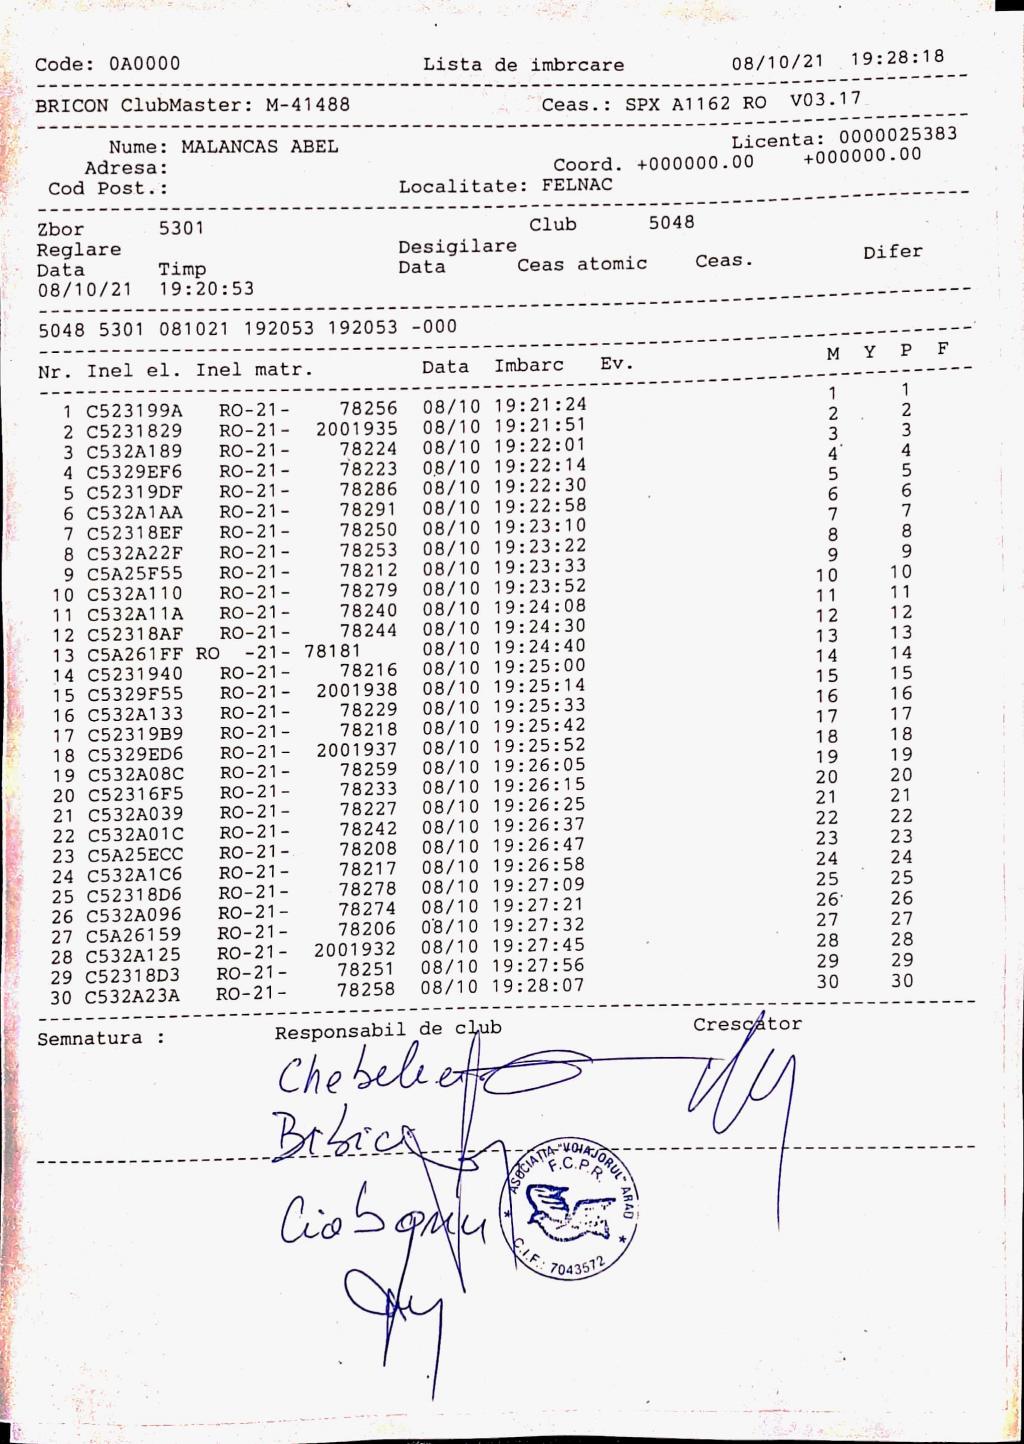 Code: 0A0000 Lista de imbrcare 08/10/21 19:28:18
BRICON ClubMaster: M-41488 Ceas.: SPX A1162 RO V03.17
Nume: MALANCAS ABEL Licenta: 0000025383
Adresa: Coord. +000000.00 +000000.00
Cod Post.: Localitate: FELNAC
Zbor 5301 Club 5048
Reglare Desigilare
Data Timp Data Ceas atomic Ceas. Difer
08/10/21 19:20:53
5048 5301 081021 192053 192053 -000
Nr. Inel el. Inel matr. Data Imbarc Ev. M Y P F
1 C523199A RO-21- 78256 08/10 19:21:24 1 1
2 C5231829 RO-21- 2001935 08/10 19:21:51 2 2
3 C532A189 RO-21- 78224 08/10 19:22:01 3 3
4 C5329EF6 RO-21- 78223 08/10 19:22:14 4 4
5 C52319DF RO-21- 78286 08/10 19:22:30 5 5
6 C532A1AA RO-21- 78291 08/10 19:22:58 6 6
7 C52318EF RO-21- 78250 08/10 19:23:10 7 7
8 C532A22F RO-21- 78253 08/10 19:23:22 8 8
9 C5A25F55 RO-21- 78212 08/10 19:23:33 9 9
10 C532A110 RO-21- 78279 08/10 19:23:52 10 10
11 C532A11A RO-21- 78240 08/10 19:24:08 11 11
12 C52318AF RO-21- 78244 08/10 19:24:30 12 12
13 C5A261FF RO -21- 78181 08/10 19:24:40 13 13
14 C5231940 RO-21- 78216 08/10 19:25:00 14 14
15 C5329F55 RO-21- 2001938 08/10 19:25:14 15 15
16 C532A133 RO-21- 78229 08/10 19:25:33 16 16
17 C52319B9 RO-21- 78218 08/10 19:25:42 17 17
18 C5329ED6 RO-21- 2001937 08/10 19:25:52 18 18
19 C532A08C RO-21- 78259 08/10 19:26:05 19 19
20 C52316F5 RO-21- 78233 08/10 19:26:15 20 20
21 C532A039 RO-21- 78227 08/10 19:26:25 21 21
22 C532A01C RO-21- 78242 08/10 19:26:37 22 22
23 C5A25ECC RO-21- 78208 08/10 19:26:47 23 23
24 C532A1C6 RO-21- 78217 08/10 19:26:58 24 24
25 C52318D6 RO-21- 78278 08/10 19:27:09 25 25
26 C532A096 RO-21- 78274 08/10 19:27:21 26 26
27 C5A26159 RO-21- 78206 08/10 19:27:32 27 27
28 C532A125 RO-21- 2001932 08/10 19:27:45 28 28
29 C52318D3 RO-21- 78251 08/10 19:27:56 29 29
30 C532A23A RO-21- 78258 08/10 19:28:07 30 30
Semnatura : Responsabil de club Crescator
ASOCIATIA "VOIAJORUL" ARAD
F.C.P.R.
C.I.F.: 7043572